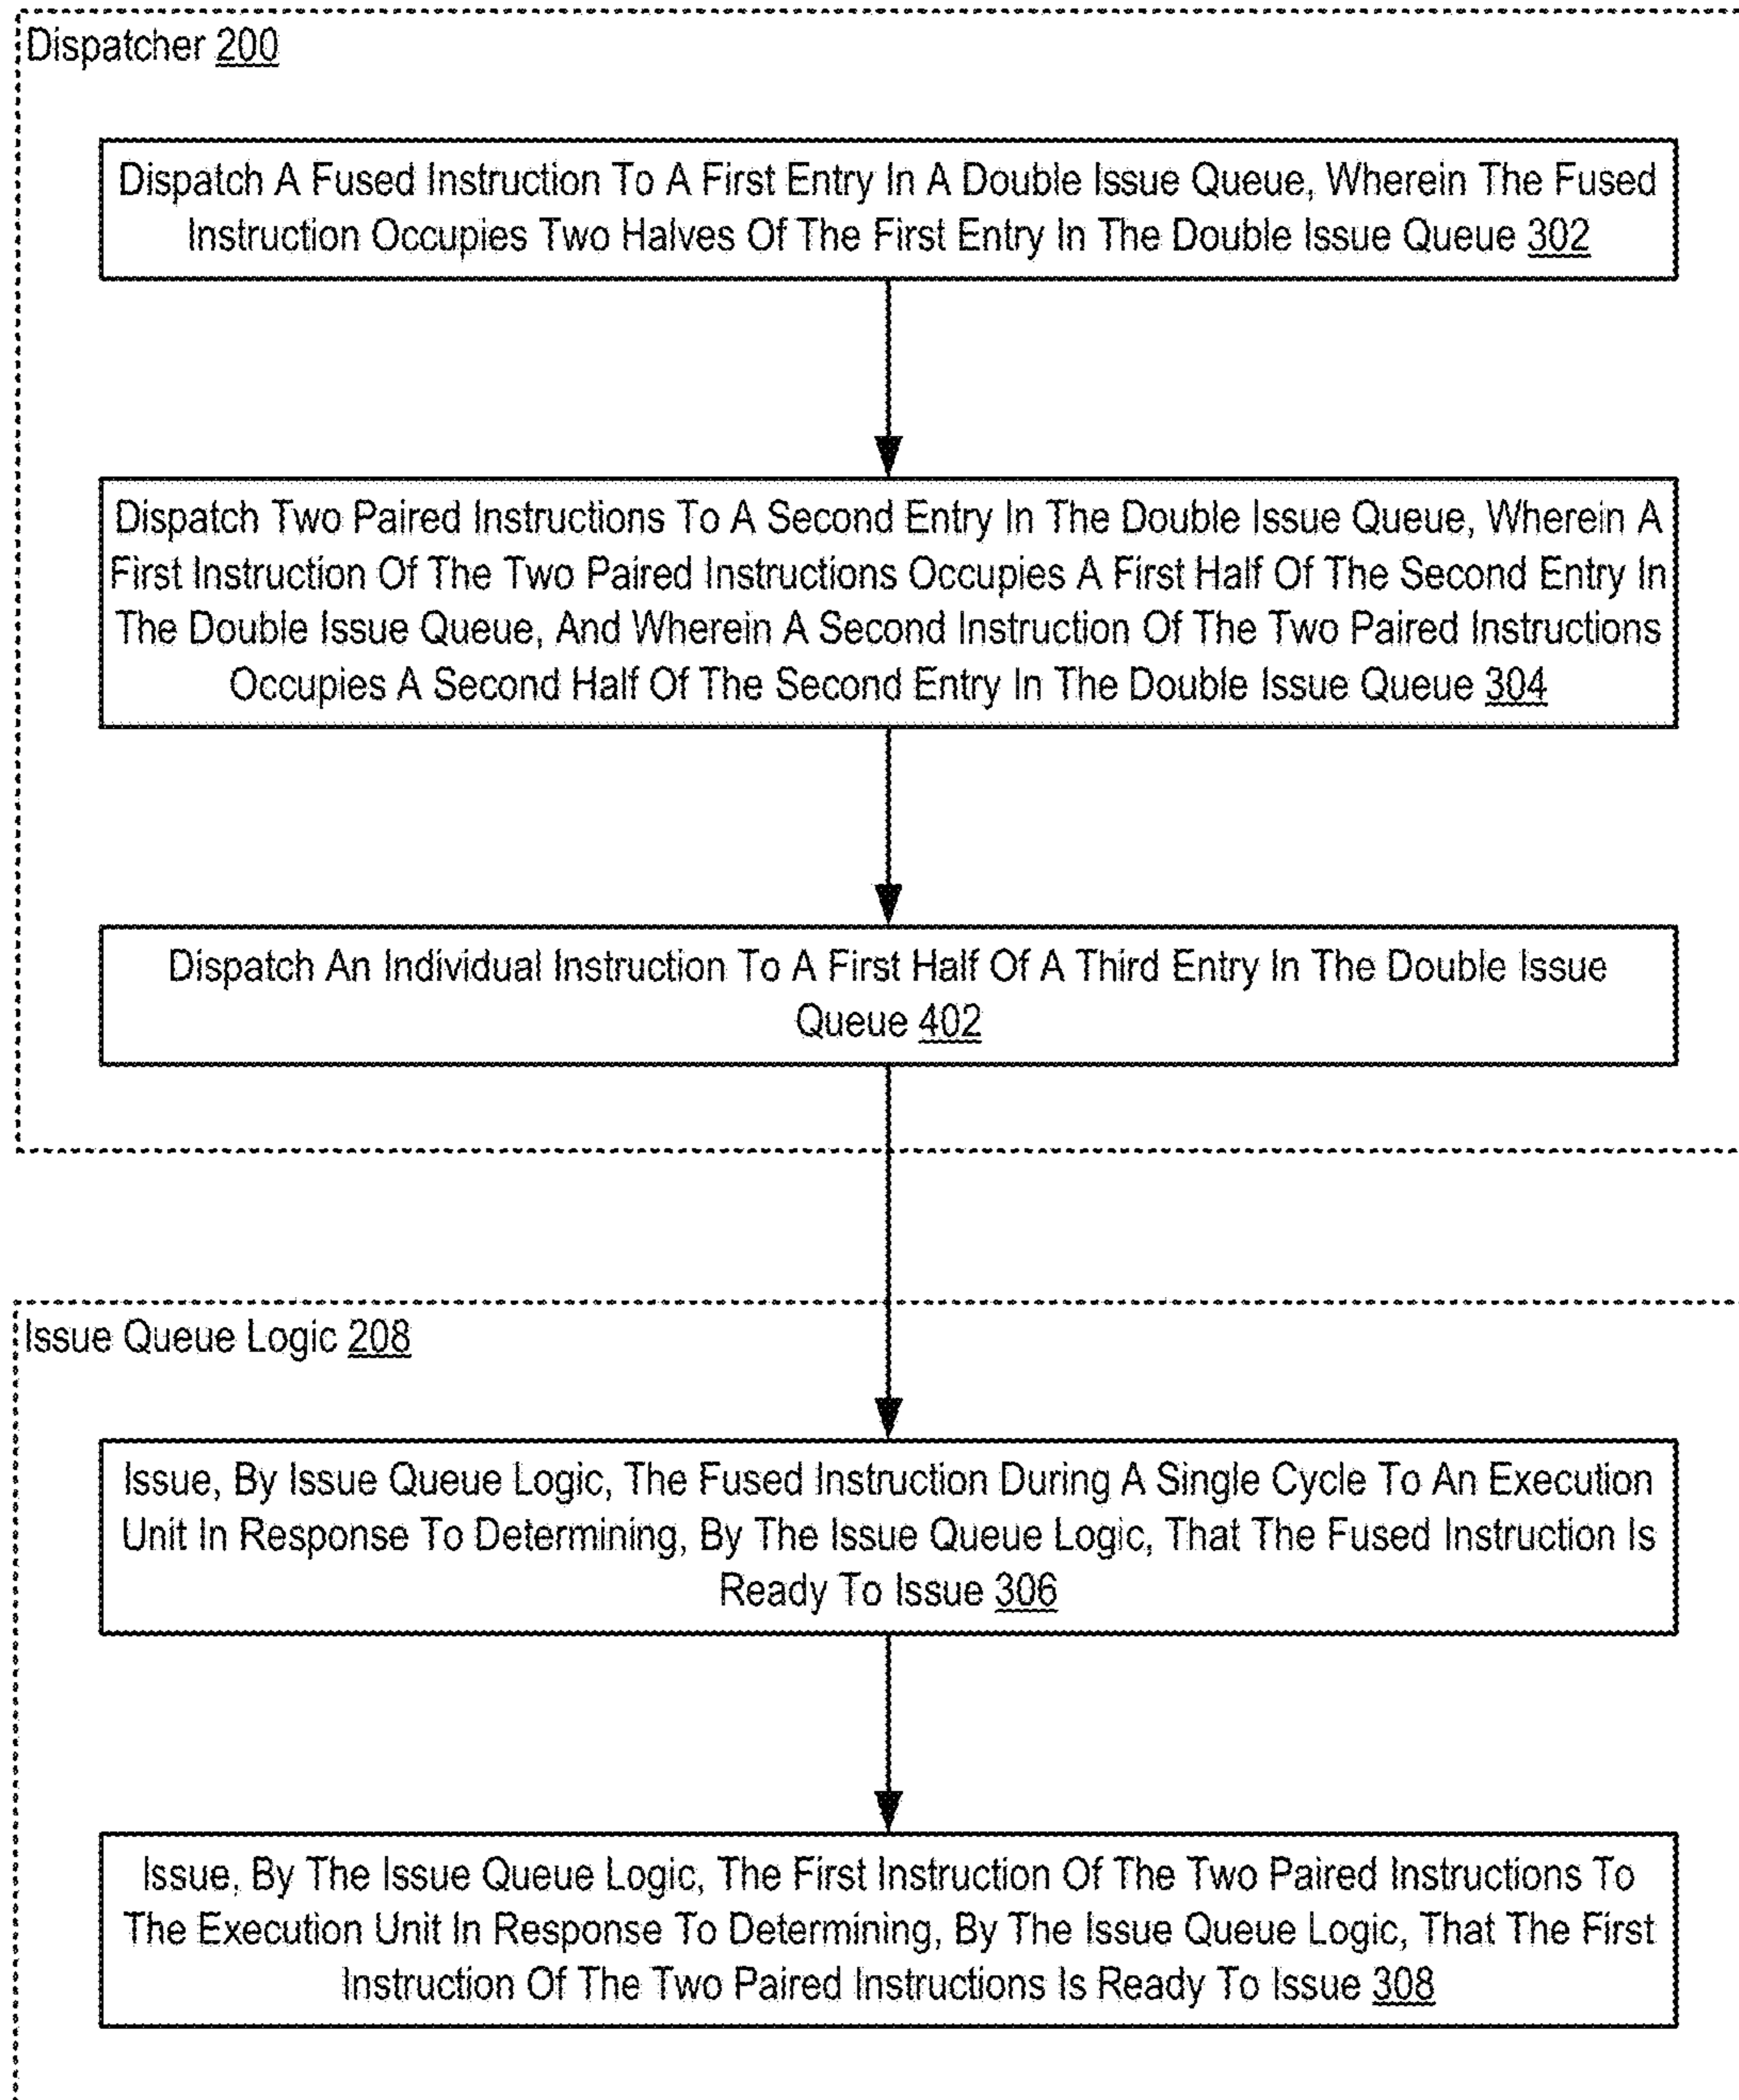 Dispatcher 200
Dispatch A Fused Instruction To A First Entry In A Double Issue Queue, Wherein The Fused
Instruction Occupies Two Halves Of The First Entry In The Double Issue Queue 302
Dispatch Two Paired Instructions To A Second Entry In The Double Issue Queue, Wherein A
First Instruction Of The Two Paired Instructions Occupies A First Half Of The Second Entry In
The Double Issue Queue, And Wherein A Second Instruction Of The Two Paired Instructions
Occupies A Second Half Of The Second Entry In The Double Issue Queue 304
Dispatch An Individual Instruction To A First Half Of A Third Entry In The Double Issue
Queue 402
Issue Queue Logic 208
Issue, By Issue Queue Logic, The Fused Instruction During A Single Cycle To An Execution
Unit In Response To Determining, By The Issue Queue Logic, That The Fused Instruction Is
Ready To Issue 306
Issue, By The Issue Queue Logic, The First Instruction Of The Two Paired Instructions To
The Execution Unit In Response To Determining, By The Issue Queue Logic, That The First
Instruction Of The Two Paired Instructions Is Ready To Issue 308